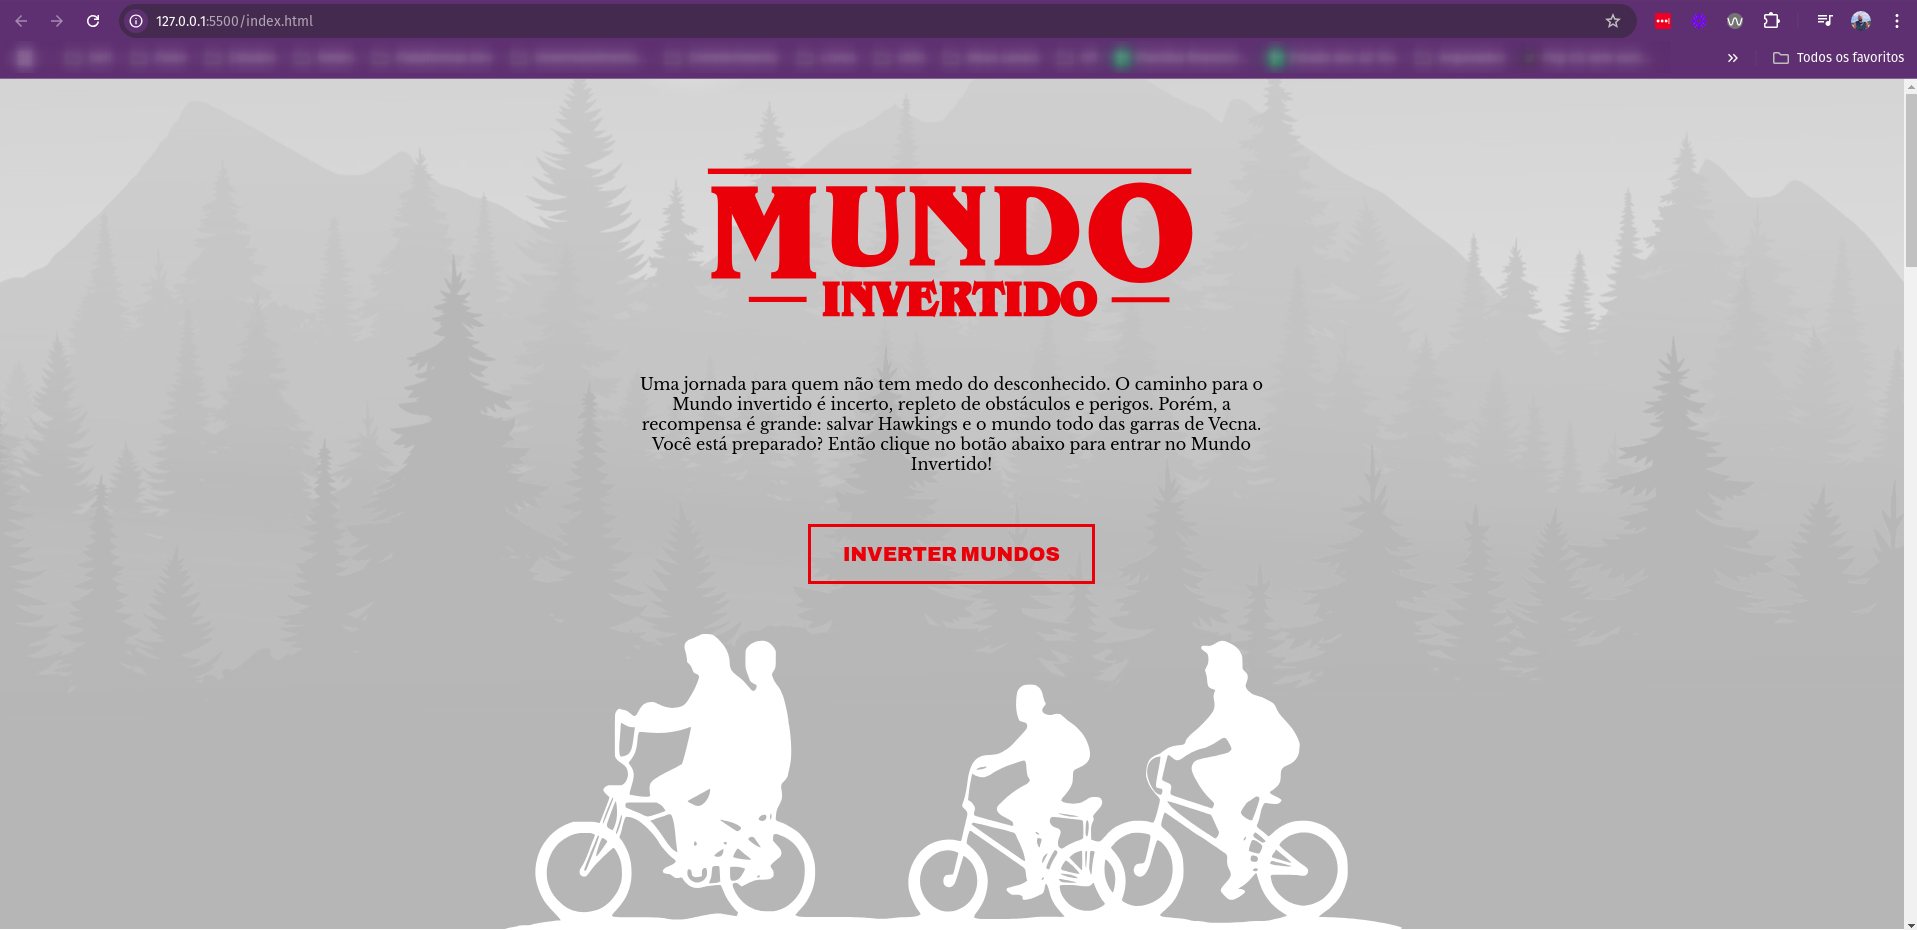 127.0.0.1:5500/index.html
Todos os favoritos
MUNDO
INVERTIDO
Uma jornada para quem não tem medo do desconhecido. O caminho para o
Mundo invertido é incerto, repleto de obstáculos e perigos. Porém, a
recompensa é grande: salvar Hawkings e o mundo todo das garras de Vecna.
Você está preparado? Então clique no botão abaixo para entrar no Mundo
Invertido!
INVERTER MUNDOS